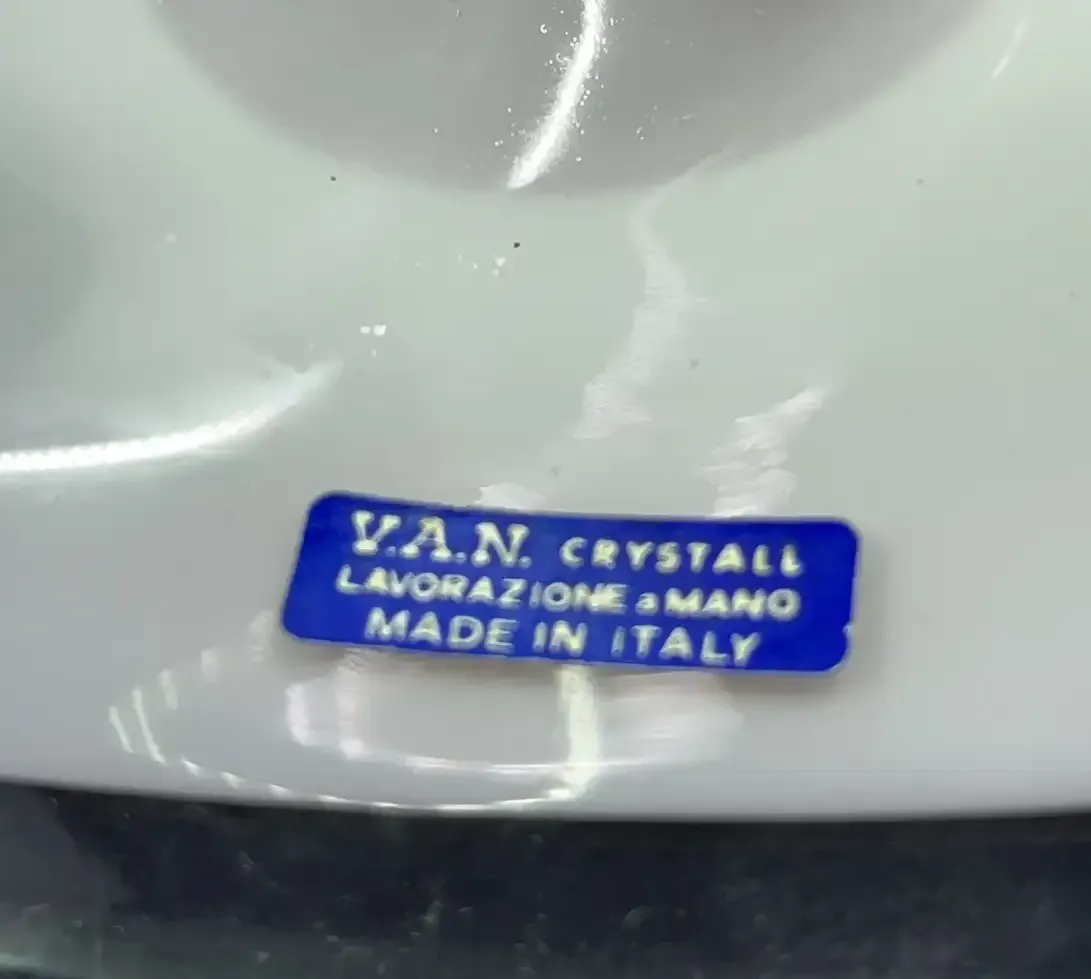 V.A.N. CRYSTALL
LAVORAZIONE a MANO
MADE IN ITALY